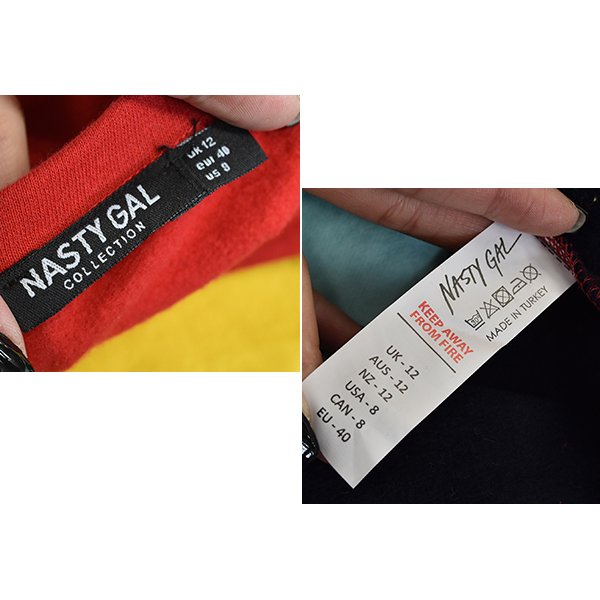 NASTY GAL
COLLECTION
uk 12
eur 40
us 8
NASTY GAL
MADE IN TURKEY
KEEP AWAY
FROM FIRE
UK - 12
AUS - 12
NZ - 12
USA - 8
CAN - 8
EU - 40